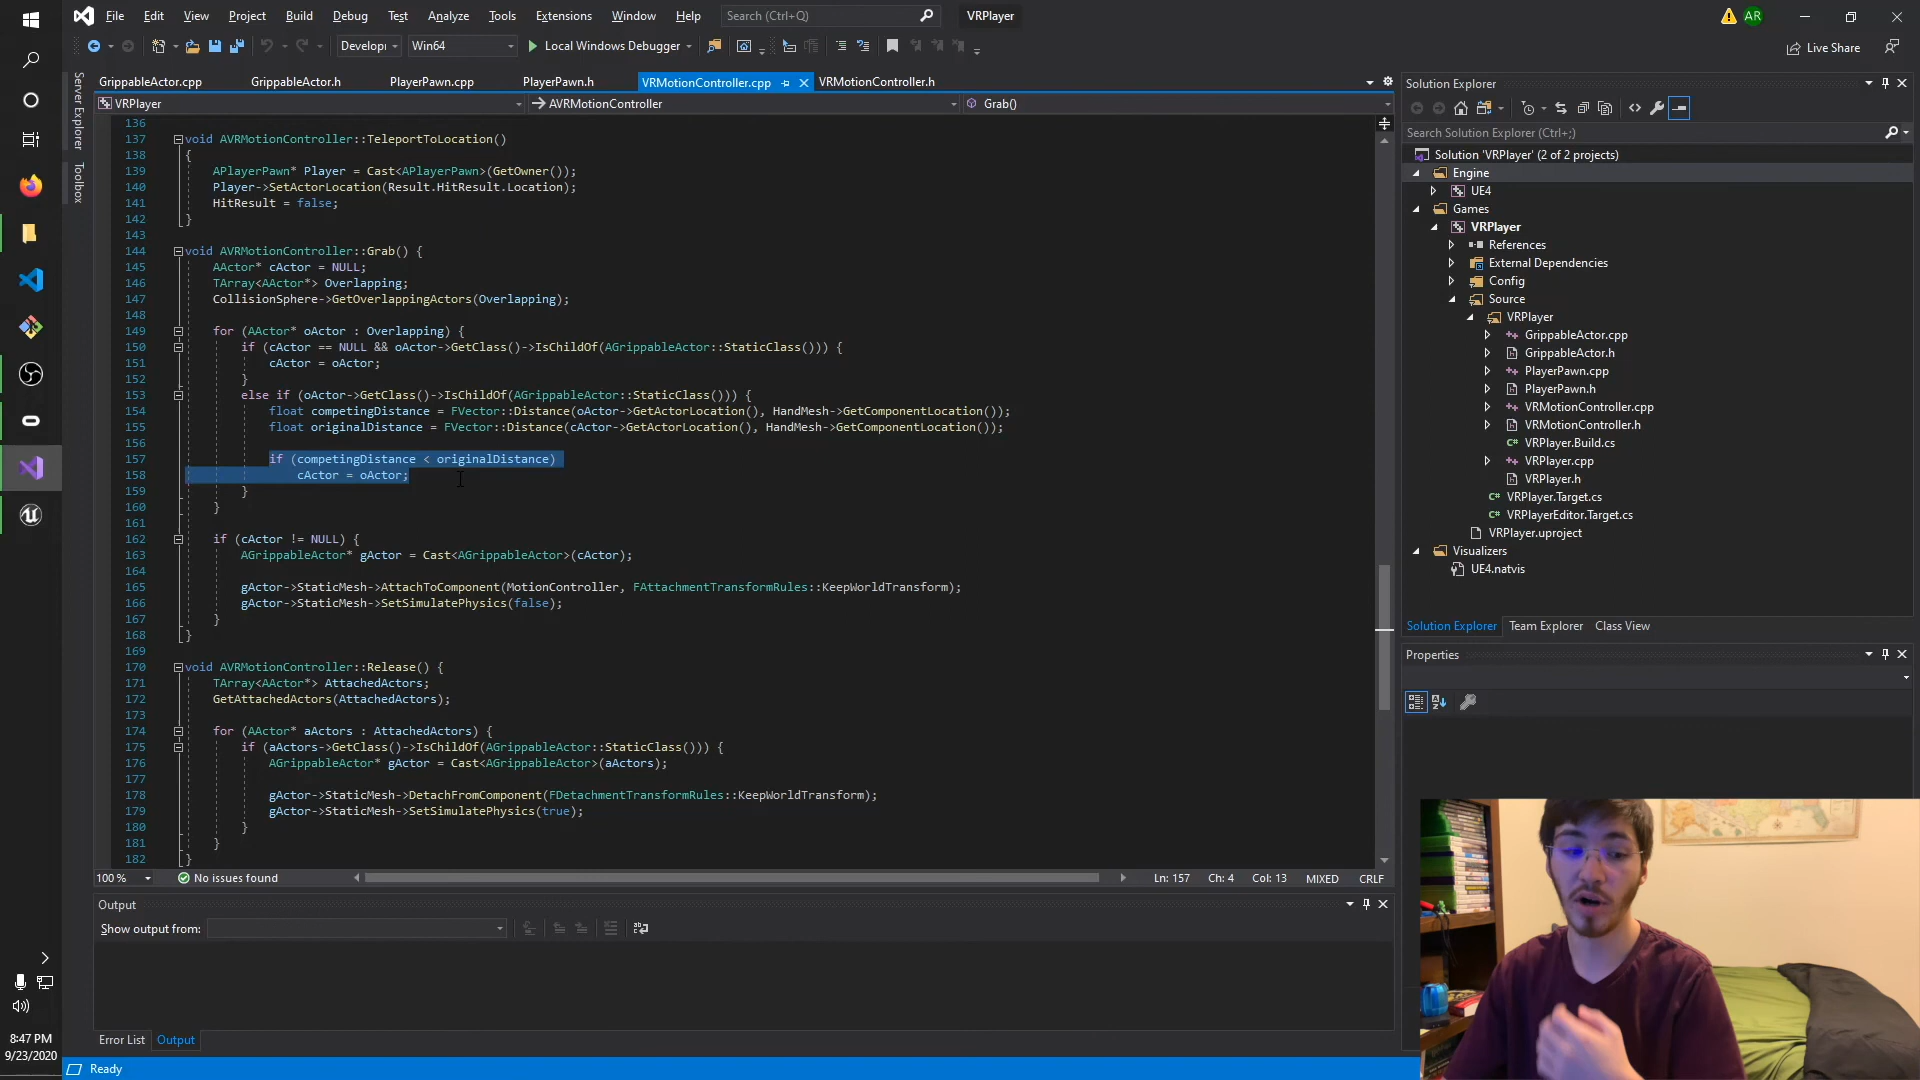 File Edit View Project Build Debug Test Analyze Tools Extensions Window Help Search (Ctrl+Q) VRPlayer AR
Developi Win64 Local Windows Debugger Live Share
GrippableActor.cpp GrippableActor.h PlayerPawn.cpp PlayerPawn.h VRMotionController.cpp VRMotionController.h
VRPlayer AVRMotionController Grab()
Server Explorer
Toolbox
136
137 void AVRMotionController::TeleportToLocation()
138 {
139 APlayerPawn* Player = Cast<APlayerPawn>(GetOwner());
140 Player->SetActorLocation(Result.HitResult.Location);
141 HitResult = false;
142 }
143
144 void AVRMotionController::Grab() {
145 AActor* cActor = NULL;
146 TArray<AActor*> Overlapping;
147 CollisionSphere->GetOverlappingActors(Overlapping);
148
149 for (AActor* oActor : Overlapping) {
150 if (cActor == NULL && oActor->GetClass()->IsChildOf(AGrippableActor::StaticClass())) {
151 cActor = oActor;
152 }
153 else if (oActor->GetClass()->IsChildOf(AGrippableActor::StaticClass())) {
154 float competingDistance = FVector::Distance(oActor->GetActorLocation(), HandMesh->GetComponentLocation());
155 float originalDistance = FVector::Distance(cActor->GetActorLocation(), HandMesh->GetComponentLocation());
156
157 if (competingDistance < originalDistance)
158 cActor = oActor;
159 }
160 }
161
162 if (cActor != NULL) {
163 AGrippableActor* gActor = Cast<AGrippableActor>(cActor);
164
165 gActor->StaticMesh->AttachToComponent(MotionController, FAttachmentTransformRules::KeepWorldTransform);
166 gActor->StaticMesh->SetSimulatePhysics(false);
167 }
168 }
169
170 void AVRMotionController::Release() {
171 TArray<AActor*> AttachedActors;
172 GetAttachedActors(AttachedActors);
173
174 for (AActor* aActors : AttachedActors) {
175 if (aActors->GetClass()->IsChildOf(AGrippableActor::StaticClass())) {
176 AGrippableActor* gActor = Cast<AGrippableActor>(aActors);
177
178 gActor->StaticMesh->DetachFromComponent(FDetachmentTransformRules::KeepWorldTransform);
179 gActor->StaticMesh->SetSimulatePhysics(true);
180 }
181 }
182 }
100 % No issues found Ln: 157 Ch: 4 Col: 13 MIXED CRLF
Output
Show output from:
Error List Output
Ready
8:47 PM
9/23/2020
Solution Explorer
Search Solution Explorer (Ctrl+;)
Solution 'VRPlayer' (2 of 2 projects)
Engine
UE4
Games
VRPlayer
References
External Dependencies
Config
Source
VRPlayer
GrippableActor.cpp
GrippableActor.h
PlayerPawn.cpp
PlayerPawn.h
VRMotionController.cpp
VRMotionController.h
VRPlayer.Build.cs
VRPlayer.cpp
VRPlayer.h
VRPlayer.Target.cs
VRPlayerEditor.Target.cs
VRPlayer.uproject
Visualizers
UE4.natvis
Solution Explorer Team Explorer Class View
Properties